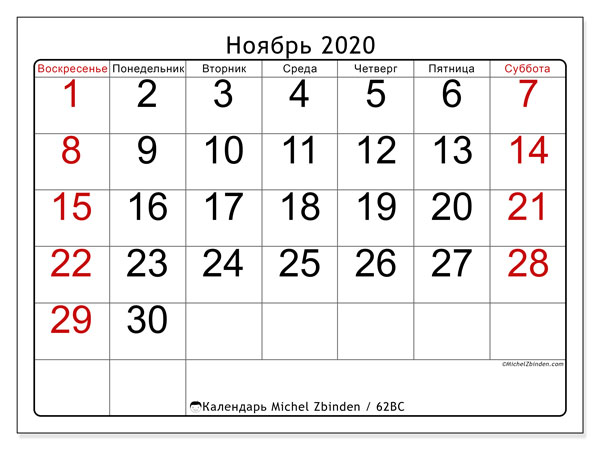 Ноябрь 2020
Воскресенье Понедельник Вторник Среда Четверг Пятница Суббота
1 2 3 4 5 6 7
8 9 10 11 12 13 14
15 16 17 18 19 20 21
22 23 24 25 26 27 28
29 30
©MichelZbinden.com
Календарь Michel Zbinden / 62ВС